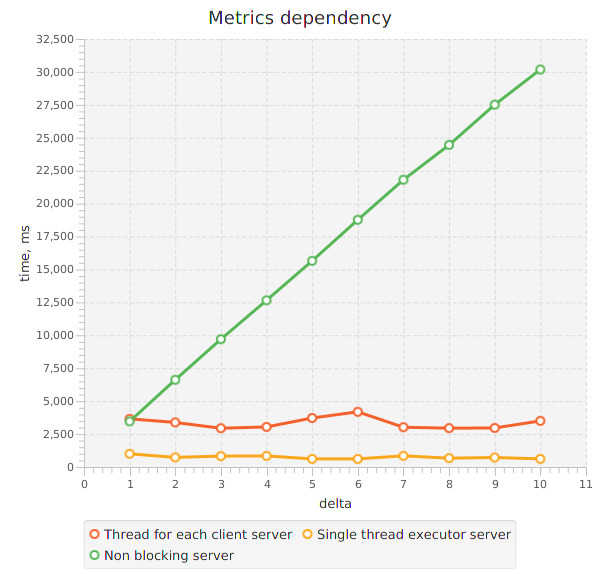 Metrics dependency
32,500
30,000
27,500
25,000
22,500
20,000
17,500
15,000
12,500
10,000
7,500
5,000
2,500
0
time, ms
0 1 2 3 4 5 6 7 8 9 10 11
delta
Thread for each client server Single thread executor server
Non blocking server